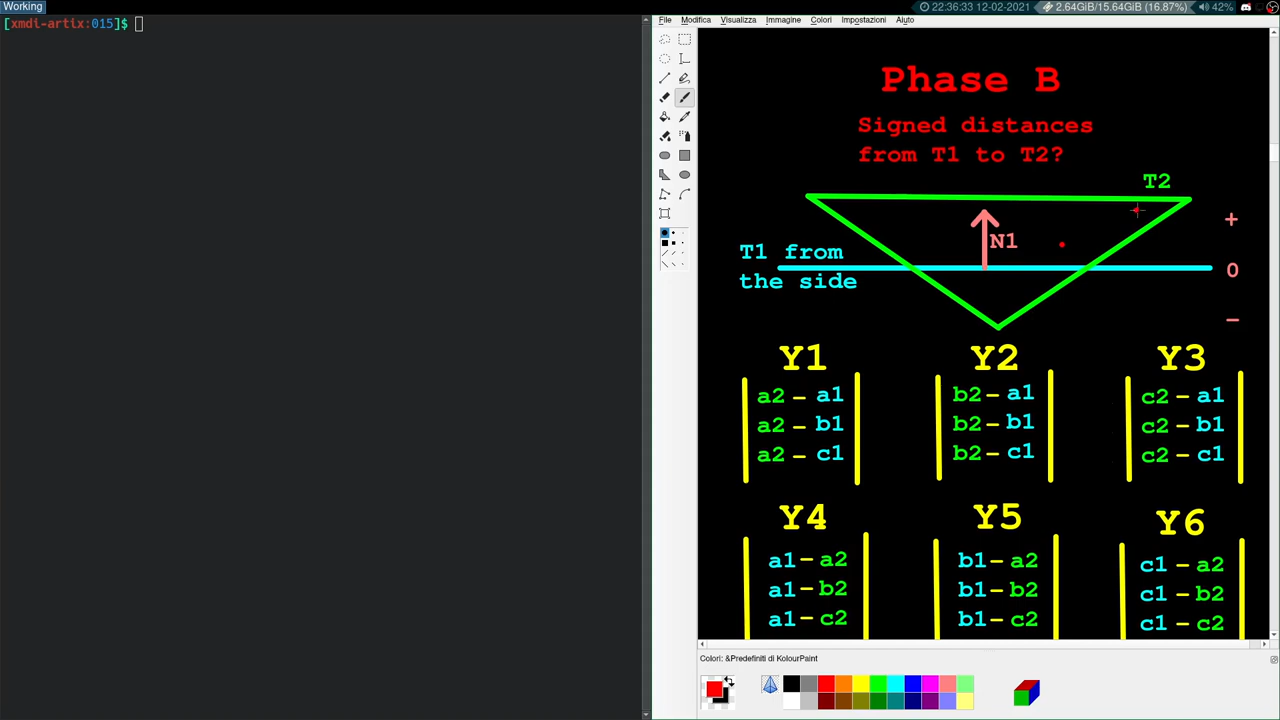 Working
22:36:33 12-02-2021
2.64GiB/15.64GiB (16.87%)
42%
[xmdi-artix:015]$
File Modifica Visualizza Immagine Colori Impostazioni Aiuto
Phase B
Signed distances
from T1 to T2?
T2
+
N1
T1 from
the side
0
−
Y1 Y2 Y3
a2 − a1 b2 − a1 c2 − a1
a2 − b1 b2 − b1 c2 − b1
a2 − c1 b2 − c1 c2 − c1
Y4 Y5 Y6
a1 − a2 b1 − a2 c1 − a2
a1 − b2 b1 − b2 c1 − b2
a1 − c2 b1 − c2 c1 − c2
Colori: &Predefiniti di KolourPaint